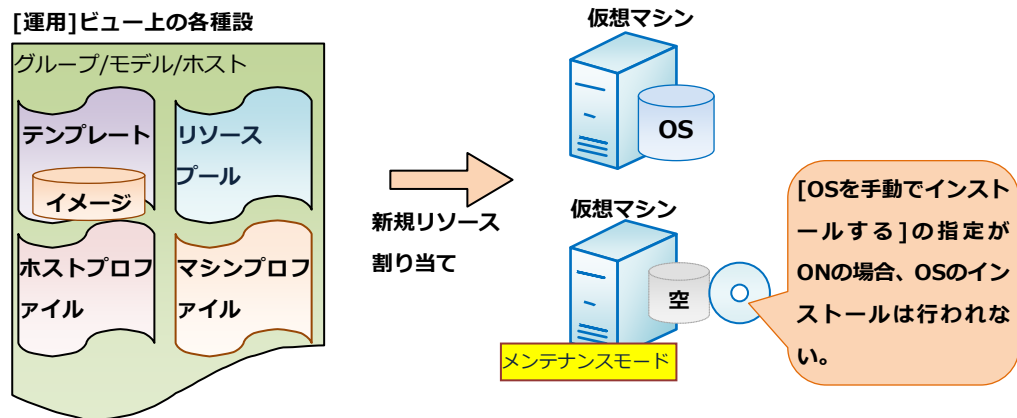 [運用]ビュー上の各種設
グループ/モデル/ホスト
テンプレート
イメージ
リソース
プール
ホストプロフ
ァイル
マシンプロフ
ァイル
新規リソース
割り当て
仮想マシン
OS
仮想マシン
空
メンテナンスモード
[OSを手動でインスト
ールする]の指定が
ONの場合、OSのイン
ストールは行われな
い。